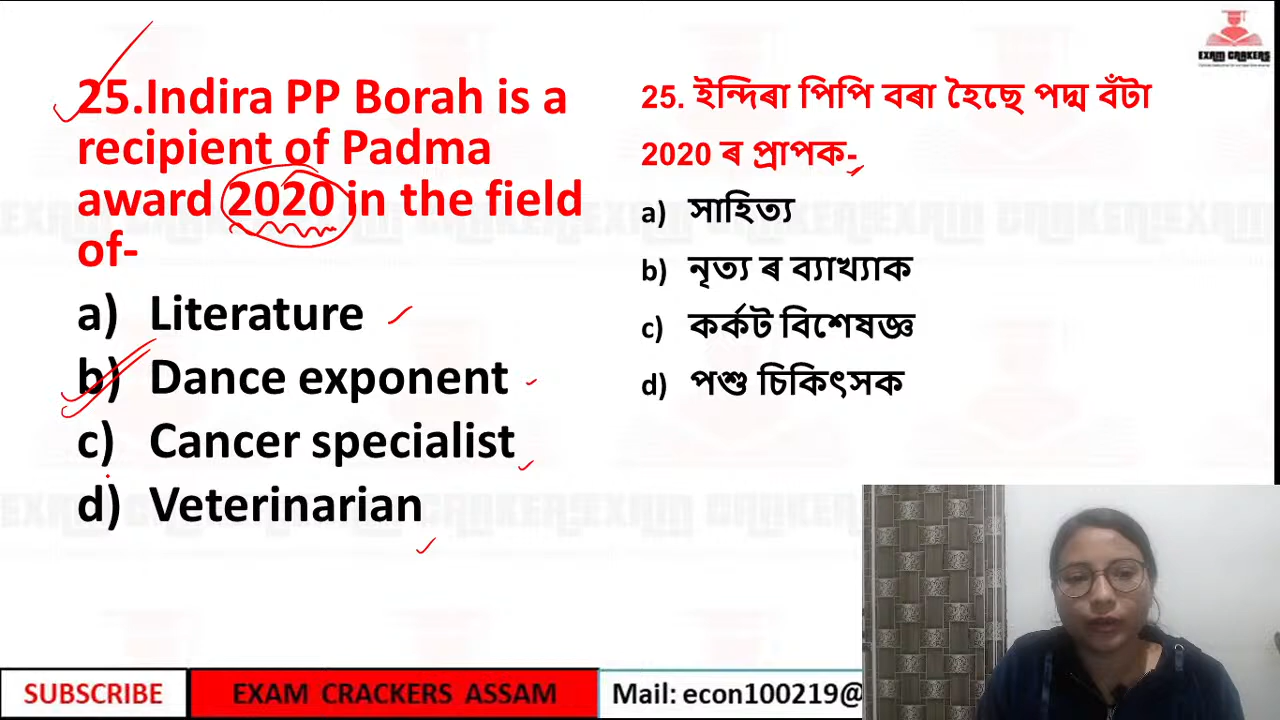 EXAM CRAKERS
25.Indira PP Borah is a
recipient of Padma
award 2020 in the field
of-
a) Literature
b) Dance exponent
c) Cancer specialist
d) Veterinarian
25. ইন্দিৰা পিপি বৰা হৈছে পদ্ম বঁটা
2020 ৰ প্ৰাপক-
a) সাহিত্য
b) নৃত্য ৰ ব্যাখ্যাক
c) কৰ্কট বিশেষজ্ঞ
d) পশু চিকিৎসক
SUBSCRIBE
EXAM CRACKERS ASSAM
Mail: econ100219@